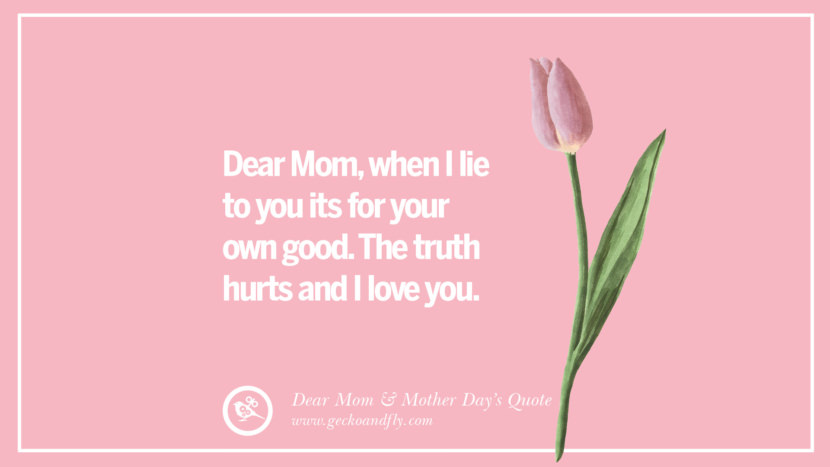 Dear Mom, when I lie
to you its for your
own good. The truth
hurts and I love you.
Dear Mom & Mother Day's Quote
www.geckoandfly.com